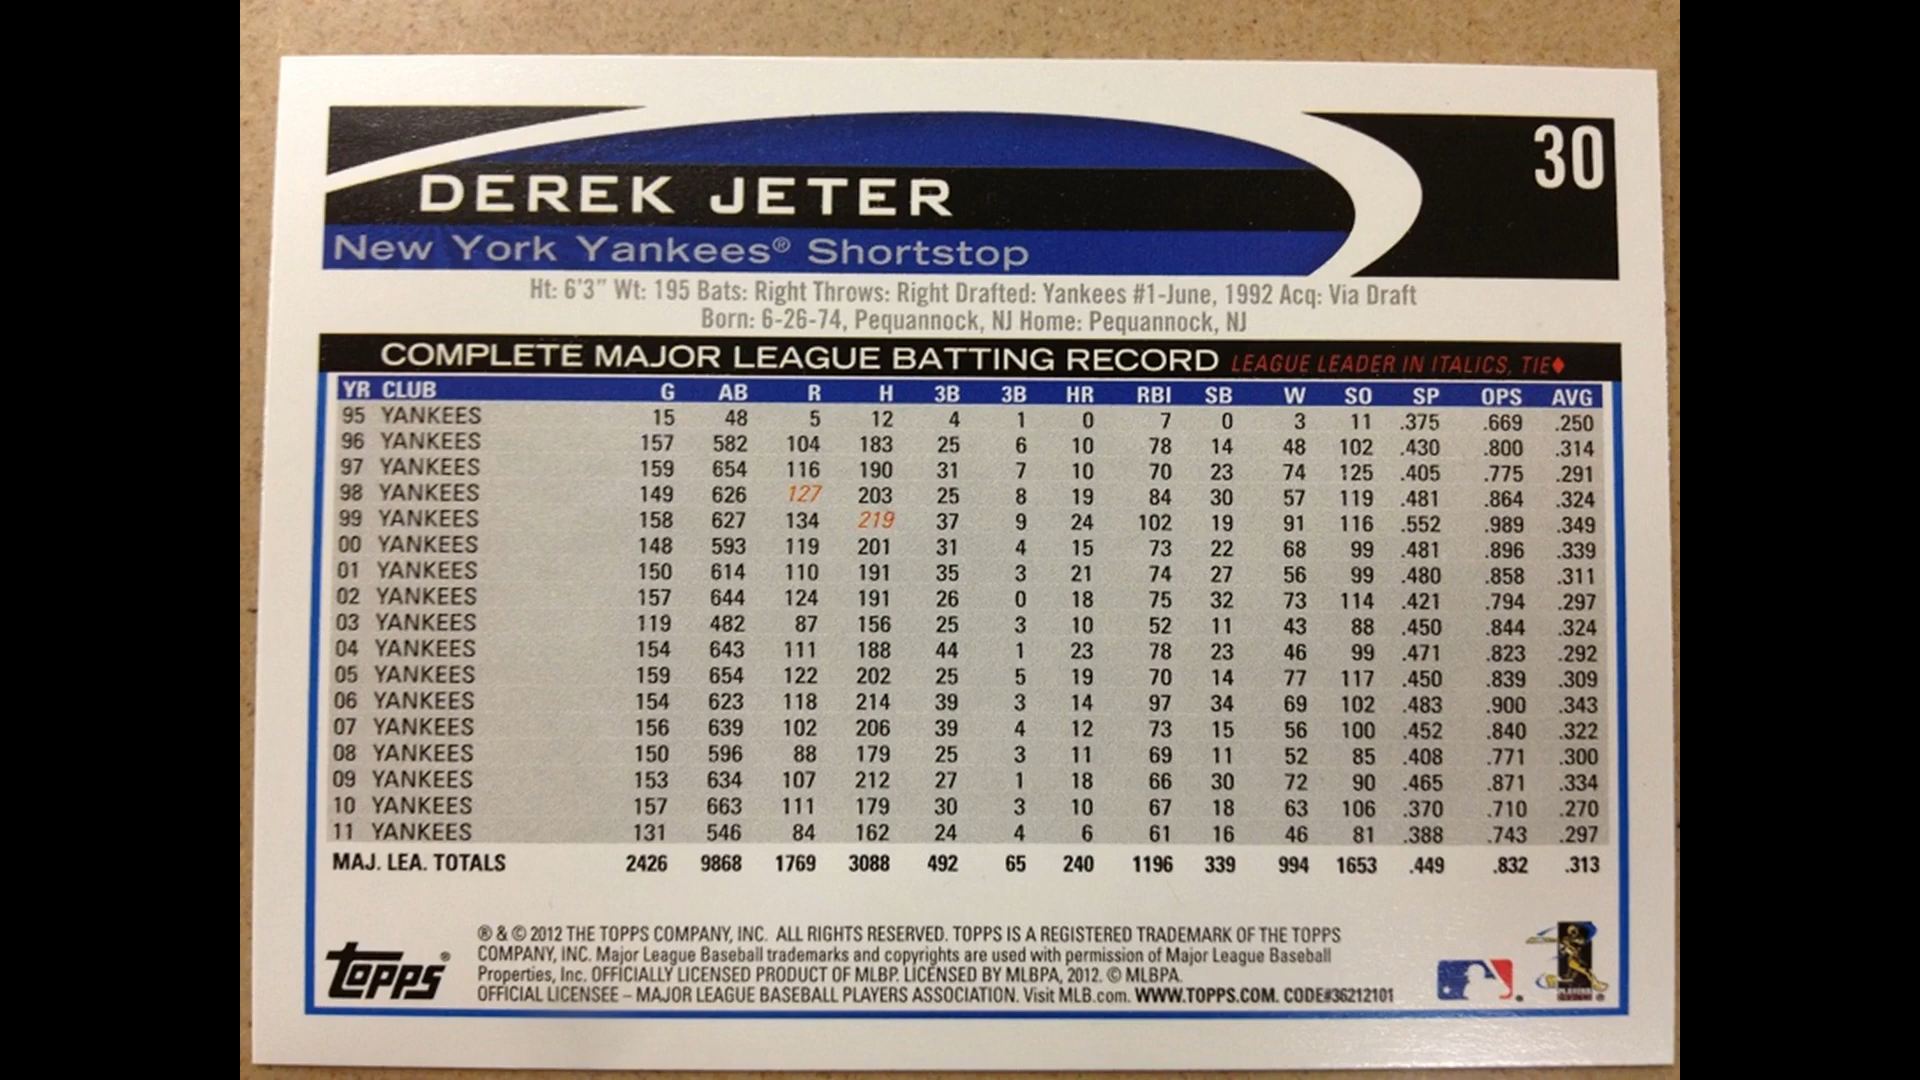 30
DEREK JETER
New York Yankees® Shortstop
Ht: 6'3" Wt: 195 Bats: Right Throws: Right Drafted: Yankees #1-June, 1992 Acq: Via Draft
Born: 6-26-74, Pequannock, NJ Home: Pequannock, NJ
COMPLETE MAJOR LEAGUE BATTING RECORD LEAGUE LEADER IN ITALICS, TIE♦
YR CLUB G AB R H 3B 3B HR RBI SB W SO SP OPS AVG
95 YANKEES 15 48 5 12 4 1 0 7 0 3 11 .375 .669 .250
96 YANKEES 157 582 104 183 25 6 10 78 14 48 102 .430 .800 .314
97 YANKEES 159 654 116 190 31 7 10 70 23 74 125 .405 .775 .291
98 YANKEES 149 626 127 203 25 8 19 84 30 57 119 .481 .864 .324
99 YANKEES 158 627 134 219 37 9 24 102 19 91 116 .552 .989 .349
00 YANKEES 148 593 119 201 31 4 15 73 22 68 99 .481 .896 .339
01 YANKEES 150 614 110 191 35 3 21 74 27 56 99 .480 .858 .311
02 YANKEES 157 644 124 191 26 0 18 75 32 73 114 .421 .794 .297
03 YANKEES 119 482 87 156 25 3 10 52 11 43 88 .450 .844 .324
04 YANKEES 154 643 111 188 44 1 23 78 23 46 99 .471 .823 .292
05 YANKEES 159 654 122 202 25 5 19 70 14 77 117 .450 .839 .309
06 YANKEES 154 623 118 214 39 3 14 97 34 69 102 .483 .900 .343
07 YANKEES 156 639 102 206 39 4 12 73 15 56 100 .452 .840 .322
08 YANKEES 150 596 88 179 25 3 11 69 11 52 85 .408 .771 .300
09 YANKEES 153 634 107 212 27 1 18 66 30 72 90 .465 .871 .334
10 YANKEES 157 663 111 179 30 3 10 67 18 63 106 .370 .710 .270
11 YANKEES 131 546 84 162 24 4 6 61 16 46 81 .388 .743 .297
MAJ. LEA. TOTALS 2426 9868 1769 3088 492 65 240 1196 339 994 1653 .449 .832 .313
topps®
® & © 2012 THE TOPPS COMPANY, INC. ALL RIGHTS RESERVED. TOPPS IS A REGISTERED TRADEMARK OF THE TOPPS
COMPANY, INC. Major League Baseball trademarks and copyrights are used with permission of Major League Baseball
Properties, Inc. OFFICIALLY LICENSED PRODUCT OF MLBP. LICENSED BY MLBPA, 2012. © MLBPA.
OFFICIAL LICENSEE – MAJOR LEAGUE BASEBALL PLAYERS ASSOCIATION. Visit MLB.com. WWW.TOPPS.COM. CODE#36212101